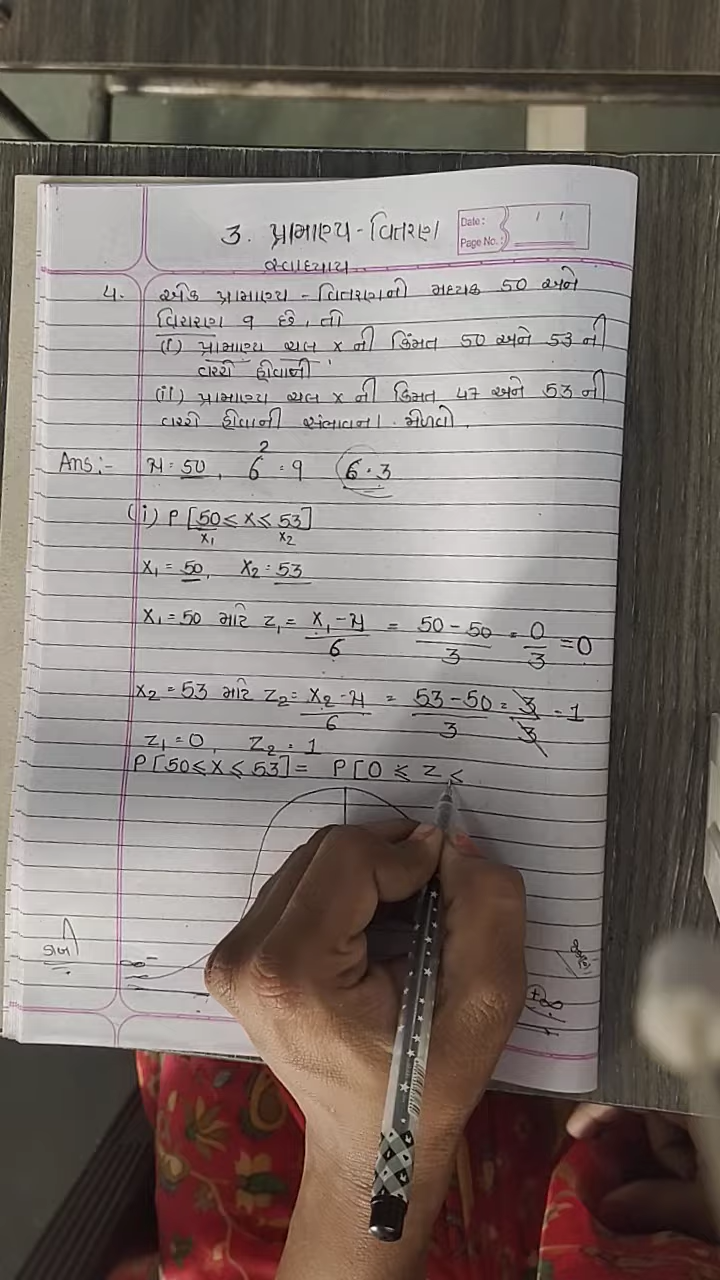 Date :
Page No. :
3. પ્રામાણ્ય - વિતરણ
સ્વાધ્યાય
4. એક પ્રામાણ્ય - વિતરણનો મધ્યક 50 અને
વિચરણ 9 છે, તો
(i) પ્રામાણ્ય ચલ x ની કિંમત 50 અને 53 ની
વચ્ચે હોવાની
(ii) પ્રામાણ્ય ચલ x ની કિંમત 47 અને 53 ની
વચ્ચે હોવાની સંભાવના મેળવો.
Ans :- μ = 50, σ² = 9 σ = 3
(i) P [50 ≤ x ≤ 53]
x₁ x₂
x₁ = 50, x₂ = 53
x₁ = 50 માટે z₁ = x₁ - μ / σ = 50 - 50 / 3 = 0 / 3 = 0
x₂ = 53 માટે z₂ = x₂ - μ / σ = 53 - 50 / 3 = 3 / 3 = 1
z₁ = 0, z₂ = 1
P [50 ≤ x ≤ 53] = P [0 ≤ z ≤
-∞
+∞